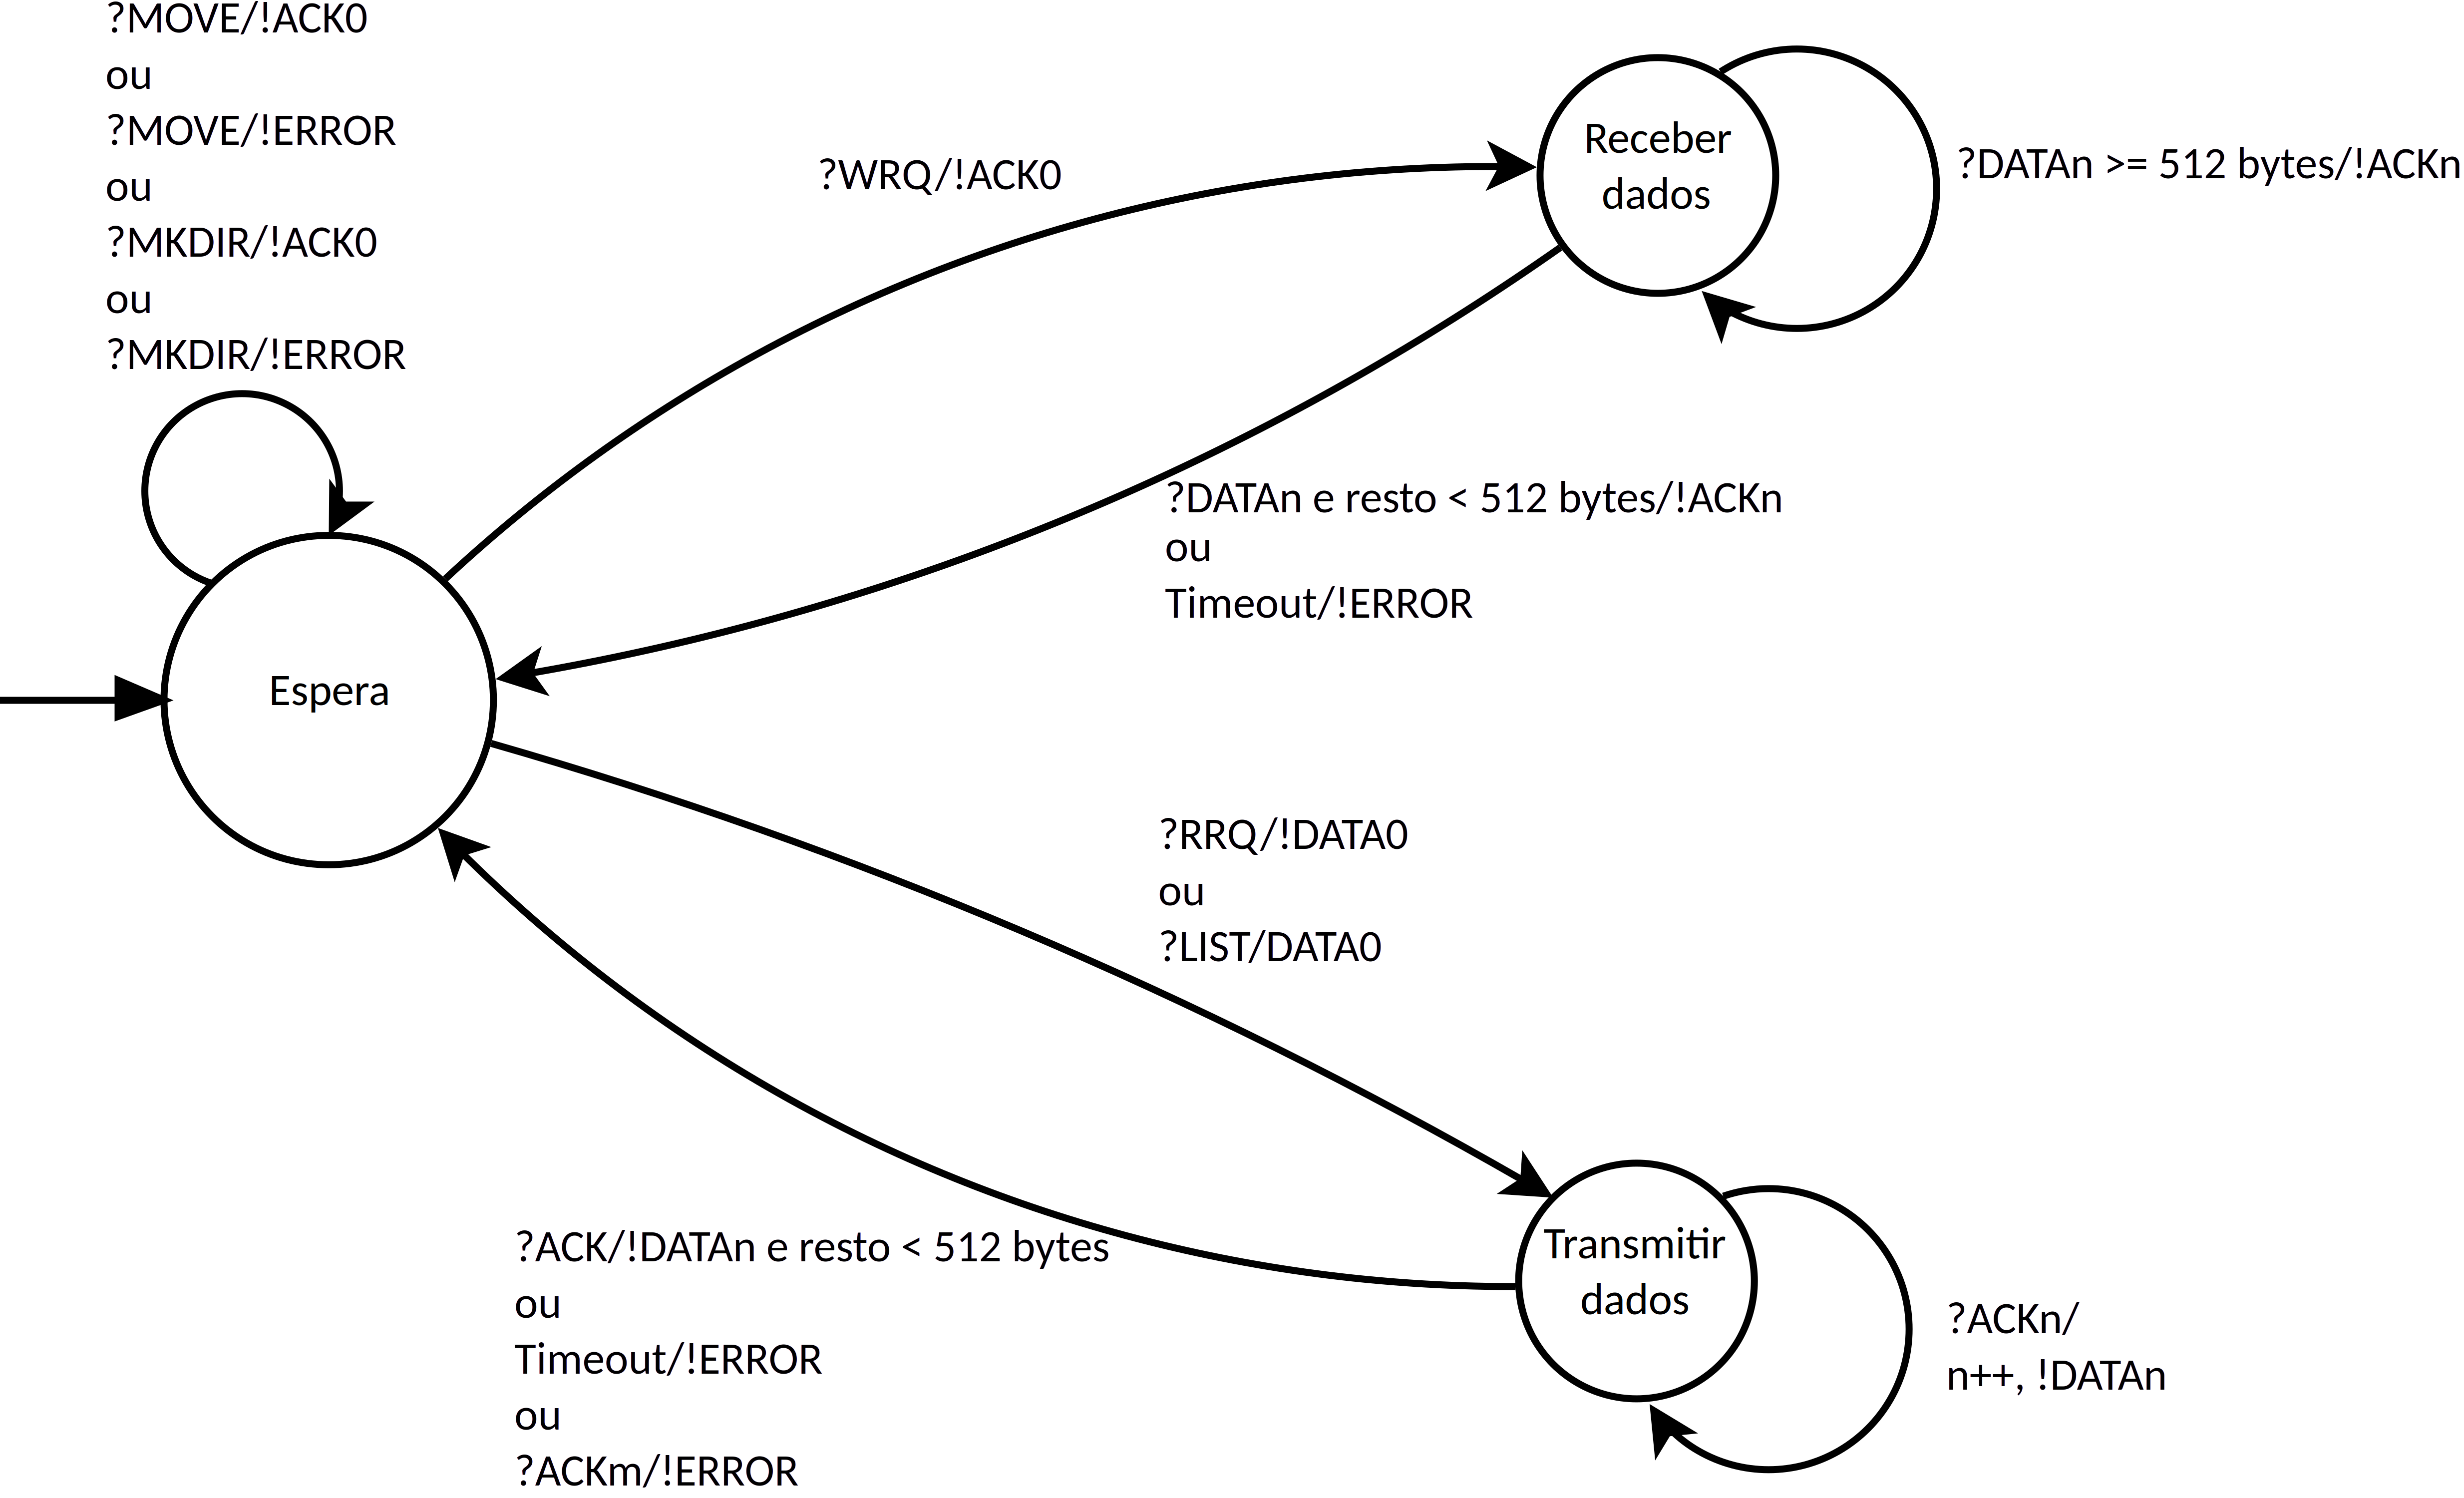 ?MOVE/!ACK0
ou
?MOVE/!ERROR
ou
?MKDIR/!ACK0
ou
?MKDIR/!ERROR
?WRQ/!ACK0
Receber
dados
?DATAn >= 512 bytes/!ACKn
?DATAn e resto < 512 bytes/!ACKn
ou
Timeout/!ERROR
Espera
?RRQ/!DATA0
ou
?LIST/DATA0
?ACK/!DATAn e resto < 512 bytes
ou
Timeout/!ERROR
ou
?ACKm/!ERROR
Transmitir
dados
?ACKn/
n++, !DATAn